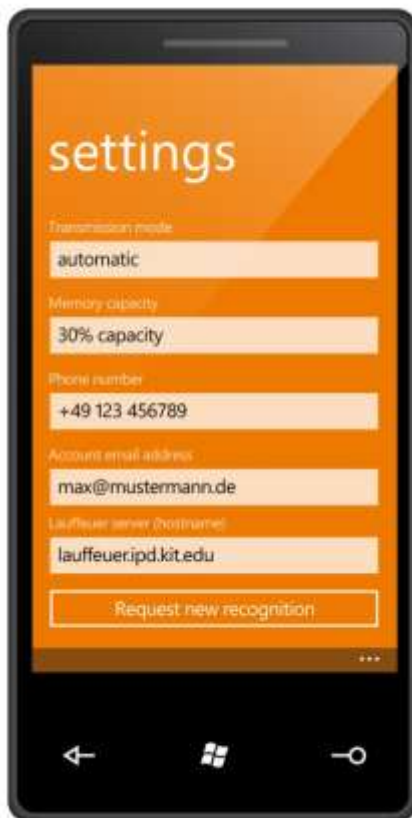 settings
Transmission mode
automatic
Memory capacity
30% capacity
Phone number
+49 123 456789
Account email address
max@mustermann.de
Lauffeuer server (hostname)
lauffeuer.ipd.kit.edu
Request new recognition